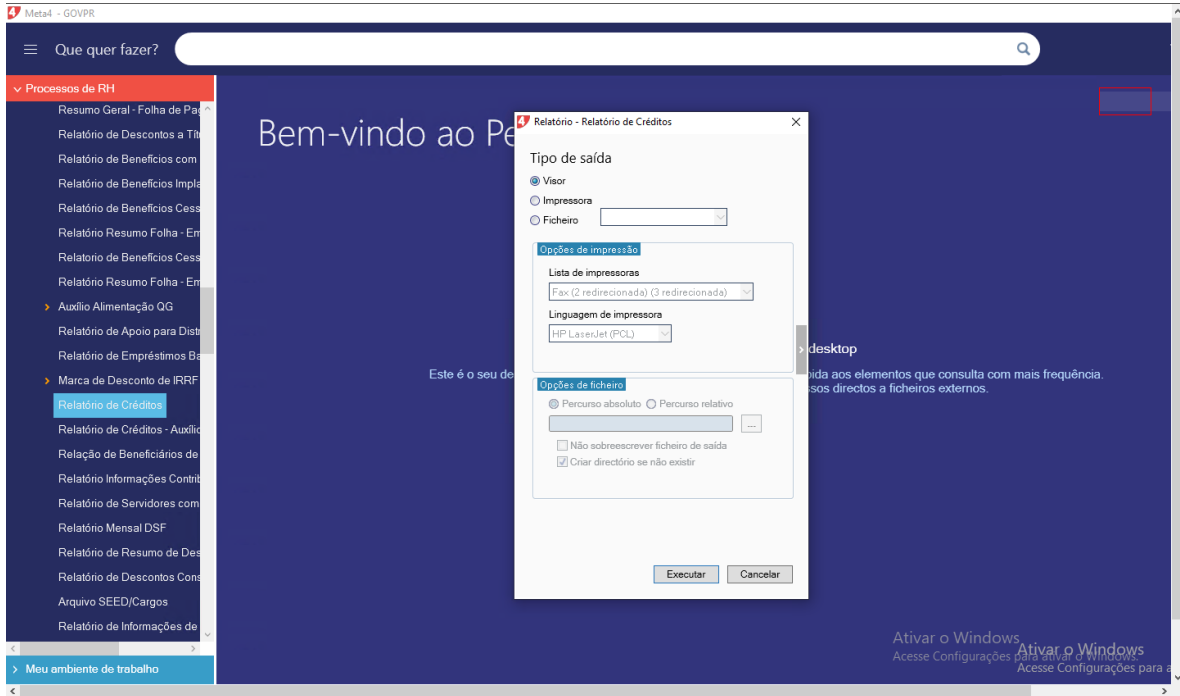 Meta4 - GOVPR
Que quer fazer?
Processos de RH
Resumo Geral - Folha de Pag
Relatório de Descontos a Títu
Relatório de Benefícios com
Relatório de Benefícios Impla
Relatório de Benefícios Cess
Relatório Resumo Folha - Em
Relatorio de Benefícios Cess
Relatório Resumo Folha - Em
Auxílio Alimentação QG
Relatório de Apoio para Distr
Relatório de Empréstimos Ba
Marca de Desconto de IRRF
Relatório de Créditos
Relatório de Créditos - Auxílio
Relação de Beneficiários de
Relatório Informações Contrib
Relatório de Servidores com
Relatório Mensal DSF
Relatório de Resumo de Des
Relatório de Descontos Cons
Arquivo SEED/Cargos
Relatório de Informações de
Meu ambiente de trabalho
Bem-vindo ao Pe
Relatório - Relatório de Créditos
Tipo de saída
Visor
Impressora
Ficheiro
Opções de impressão
Lista de impressoras
Fax (2 redirecionada) (3 redirecionada)
Linguagem de impressora
HP LaserJet (PCL)
Opções de ficheiro
Percurso absoluto Percurso relativo
...
Não sobreescrever ficheiro de saída
Criar directório se não existir
Executar Cancelar
desktop
Este é o seu de
bida aos elementos que consulta com mais frequência.
ssos directos a ficheiros externos.
Ativar o Windows
Acesse Configurações para ativar o Windows.
Ativar o Windows
Acesse Configurações para a